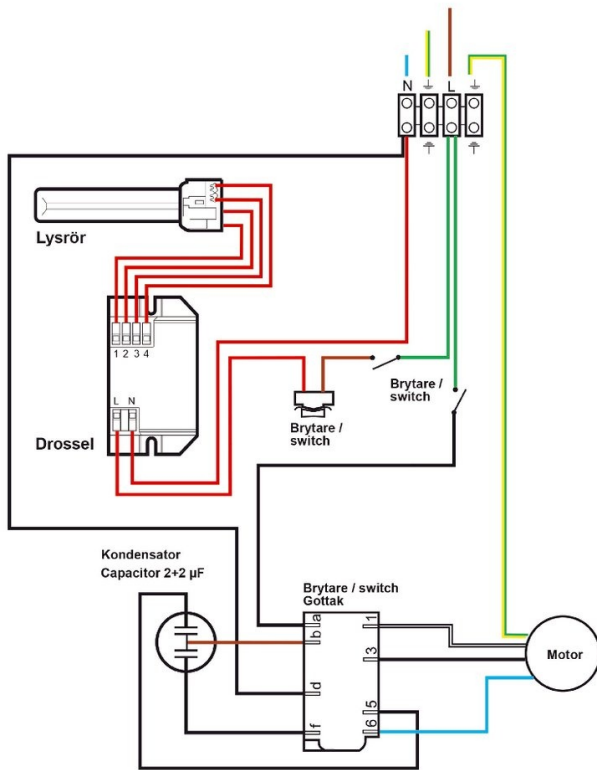 N
L
Lysrör
1 2 3 4
L N
Drossel
Brytare /
switch
Brytare /
switch
Kondensator
Capacitor 2+2 µF
Brytare / switch
Gottak
a
b
d
f
1
3
5
6
Motor